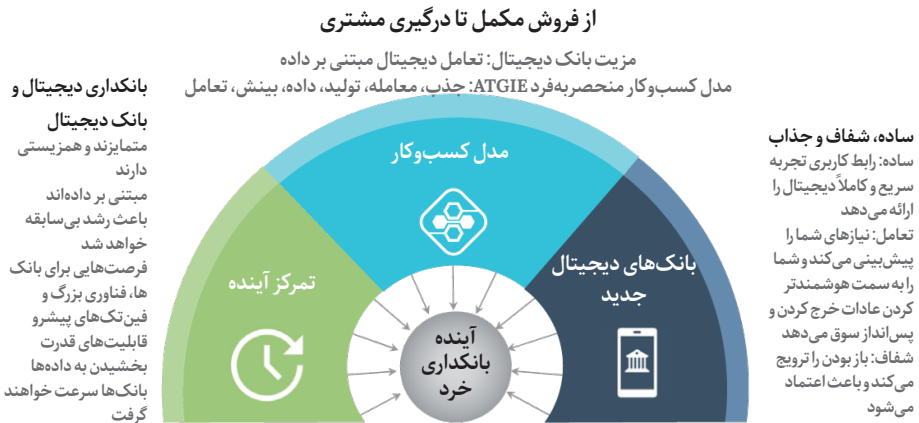 از فروش مکمل تا درگیری مشتری
مزیت بانک دیجیتال: تعامل دیجیتال مبتنی بر داده
مدل کسب‌وکار منحصربه‌فرد ATGIE: جذب، معامله، تولید، داده، بینش، تعامل
ساده، شفاف و جذاب
ساده: رابط کاربری تجربه
سریع و کاملاً دیجیتال را
ارائه می‌دهد
تعامل: نیازهای شما را
پیش‌بینی می‌کند و شما
را به سمت هوشمندتر
کردن عادات خرج کردن و
پس‌انداز سوق می‌دهد
شفاف: باز بودن را ترویج
می‌کند و باعث اعتماد
می‌شود
بانک‌های دیجیتال
جدید
مدل کسب‌وکار
تمرکز آینده
آینده
بانکداری
خرد
بانکداری دیجیتال و
بانک دیجیتال
متمایزند و همزیستی
دارند
مبتنی بر داده‌اند
باعث رشد بی‌سابقه
خواهد شد
فرصت‌هایی برای بانک
ها، فناوری بزرگ و
فین‌تک‌های پیشرو
قابلیت‌های قدرت
بخشیدن به داده‌ها
بانک‌ها سرعت خواهند
گرفت